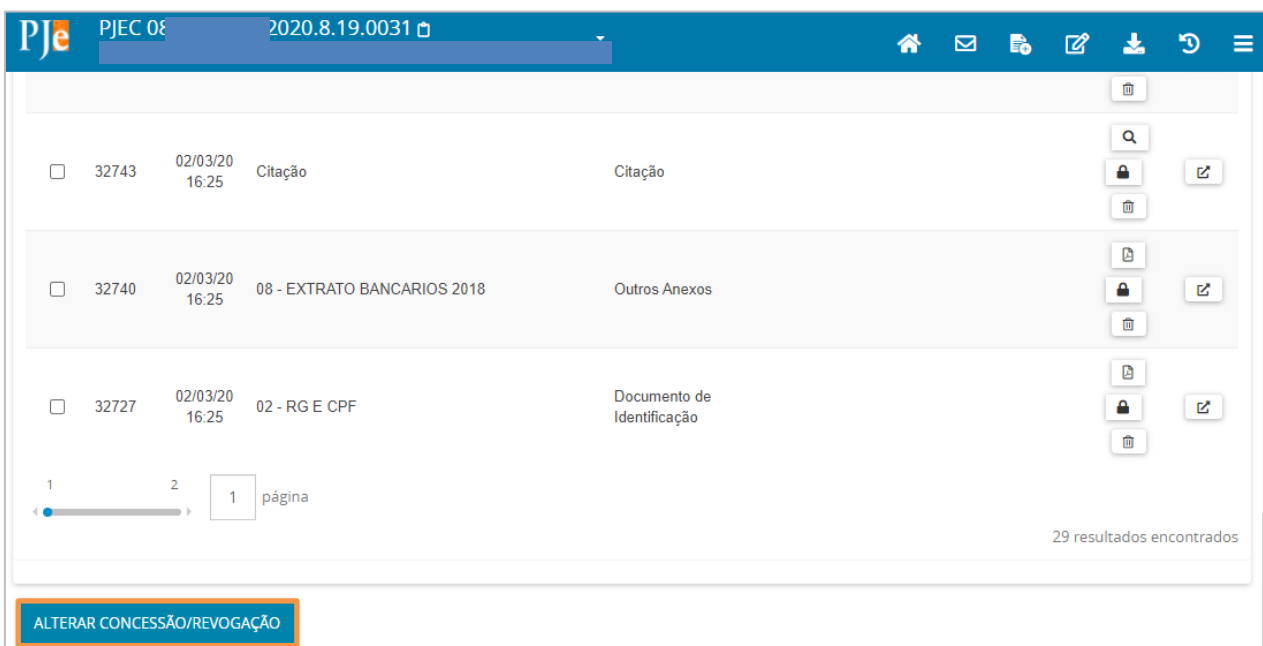 PJe
PJEC 08 2020.8.19.0031
32743 02/03/20 16:25 Citação Citação
32740 02/03/20 16:25 08 - EXTRATO BANCARIOS 2018 Outros Anexos
32727 02/03/20 16:25 02 - RG E CPF Documento de Identificação
1 2 1 página
29 resultados encontrados
ALTERAR CONCESSÃO/REVOGAÇÃO